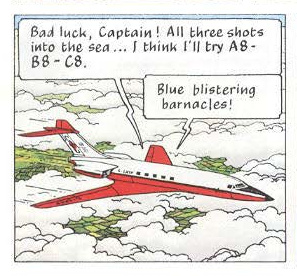 Bad luck, Captain! All three shots
into the sea... I think I'll try A8-
B8-C8.
Blue blistering
barnacles!